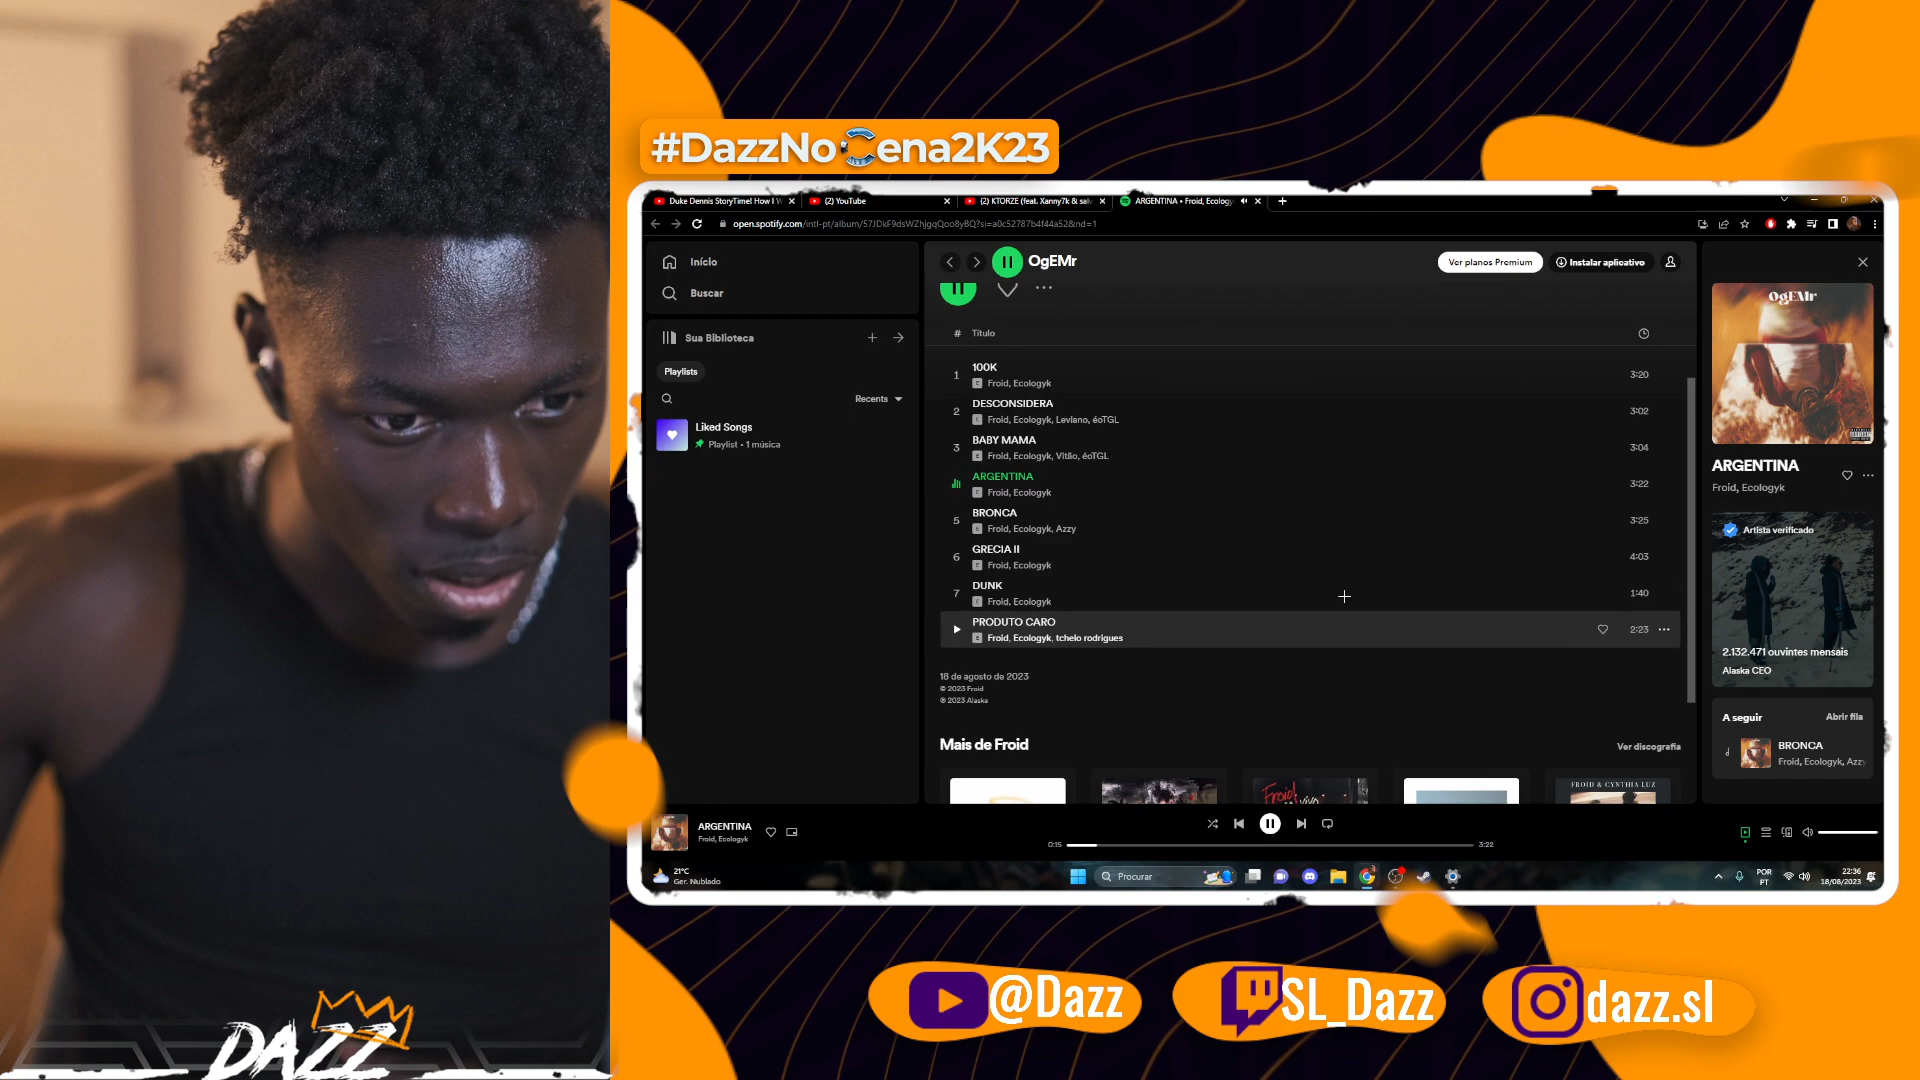 #DazzNoCena2K23
Duke Dennis StoryTime! How I W
(2) YouTube
(2) KTORZE (feat. Xanny7k & sal
ARGENTINA • Froid, Ecology
open.spotify.com/intl-pt/album/57JDkF9dsWZhjgqQoo8yBQ?si=a0c52787b4f44a52&nd=1
Início
Buscar
Sua Biblioteca
Playlists
Recents
Liked Songs
Playlist • 1 música
OgEMr
Ver planos Premium
Instalar aplicativo
# Título
1 100K 3:20
E Froid, Ecologyk
2 DESCONSIDERA 3:02
E Froid, Ecologyk, Leviano, éoTGL
3 BABY MAMA 3:04
E Froid, Ecologyk, Vitão, éoTGL
ARGENTINA 3:22
E Froid, Ecologyk
5 BRONCA 3:25
E Froid, Ecologyk, Azzy
6 GRECIA II 4:03
E Froid, Ecologyk
7 DUNK 1:40
E Froid, Ecologyk
PRODUTO CARO 2:23
E Froid, Ecologyk, tchelo rodrigues
18 de agosto de 2023
© 2023 Froid
℗ 2023 Alaska
Mais de Froid
Ver discografia
Froid
FROID & CYNTHIA LUZ
OgEMr
ARGENTINA
Froid, Ecologyk
Artista verificado
2.132.471 ouvintes mensais
Alaska CEO
A seguir
Abrir fila
BRONCA
Froid, Ecologyk, Azzy
ARGENTINA
Froid, Ecologyk
0:15
3:22
21°C
Ger. Nublado
Procurar
POR
PT
22:36
18/08/2023
DAZZ
@Dazz
SL_Dazz
dazz.sl